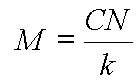 M = CN / k